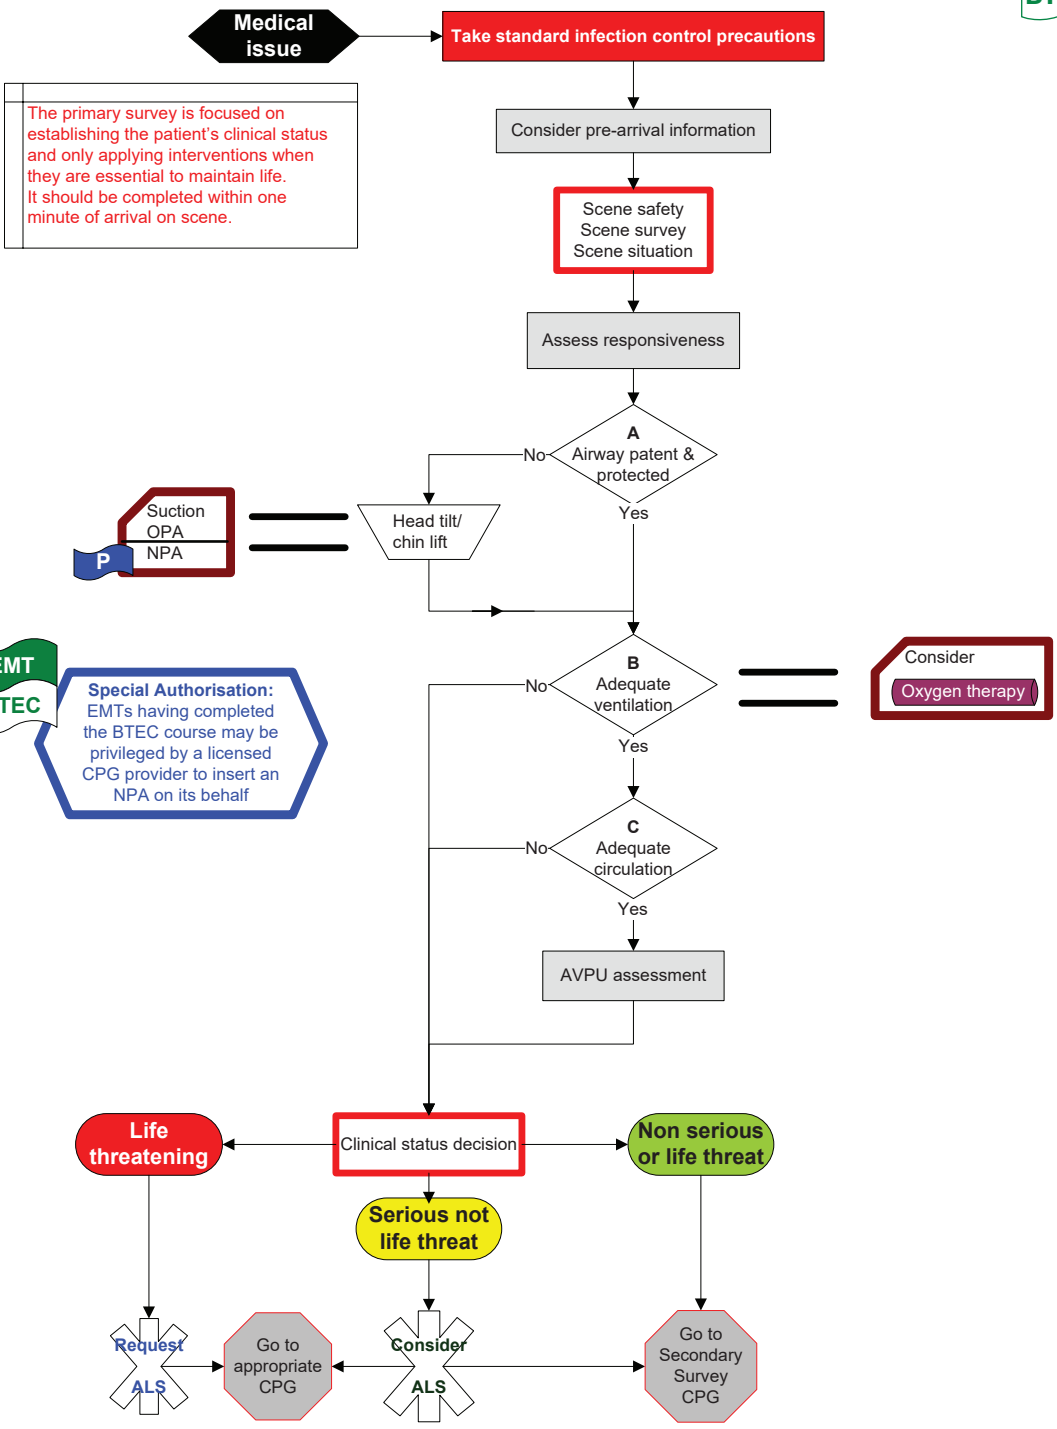 Medical
issue
Take standard infection control precautions
The primary survey is focused on
establishing the patient's clinical status
and only applying interventions when
they are essential to maintain life.
It should be completed within one
minute of arrival on scene.
Consider pre-arrival information
Scene safety
Scene survey
Scene situation
Assess responsiveness
A
Airway patent &
protected
No
Yes
Head tilt/
chin lift
Suction
OPA
NPA
P
B
Adequate
ventilation
No
Yes
Consider
Oxygen therapy
EMT
BTEC
Special Authorisation:
EMTs having completed
the BTEC course may be
privileged by a licensed
CPG provider to insert an
NPA on its behalf
C
Adequate
circulation
No
Yes
AVPU assessment
Clinical status decision
Life
threatening
Non serious
or life threat
Serious not
life threat
Request
ALS
Go to
appropriate
CPG
Consider
ALS
Go to
Secondary
Survey
CPG